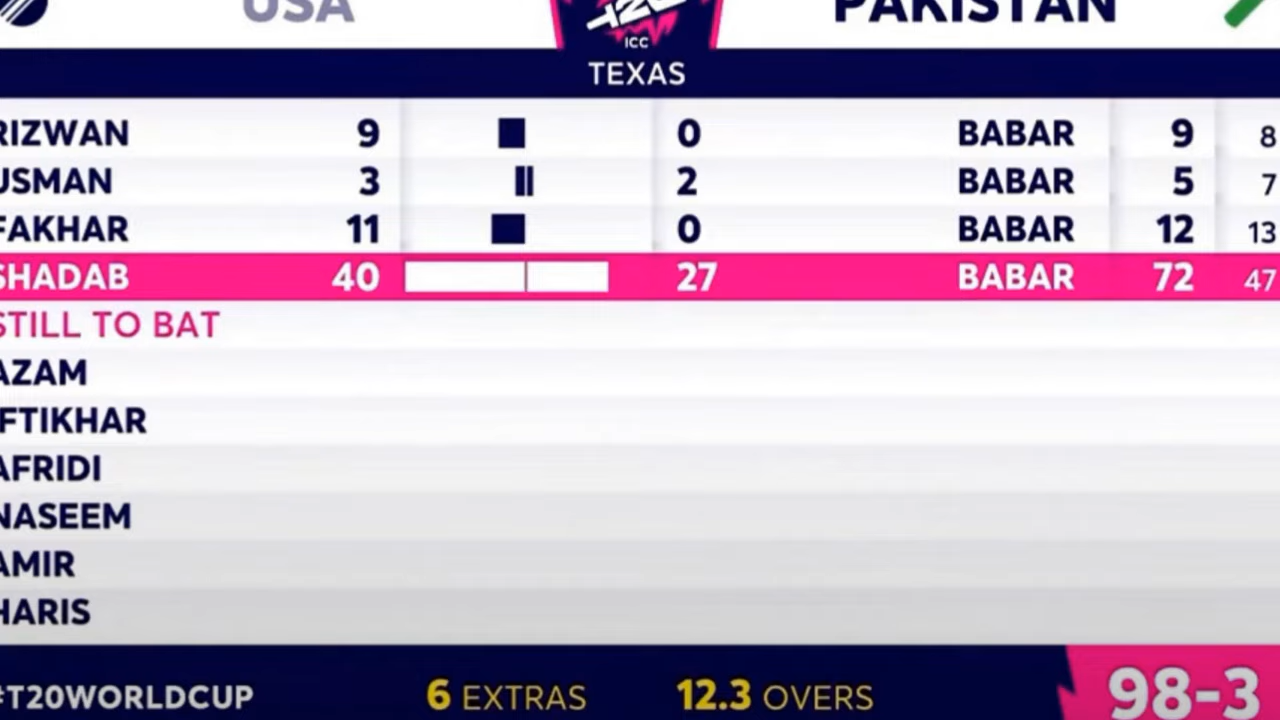 USA PAKISTAN
T20
ICC
TEXAS
RIZWAN 9 0 BABAR 9 8
USMAN 3 2 BABAR 5 7
FAKHAR 11 0 BABAR 12 13
SHADAB 40 27 BABAR 72 47
STILL TO BAT
AZAM
IFTIKHAR
AFRIDI
NASEEM
AMIR
HARIS
#T20WORLDCUP 6 EXTRAS 12.3 OVERS 98-3